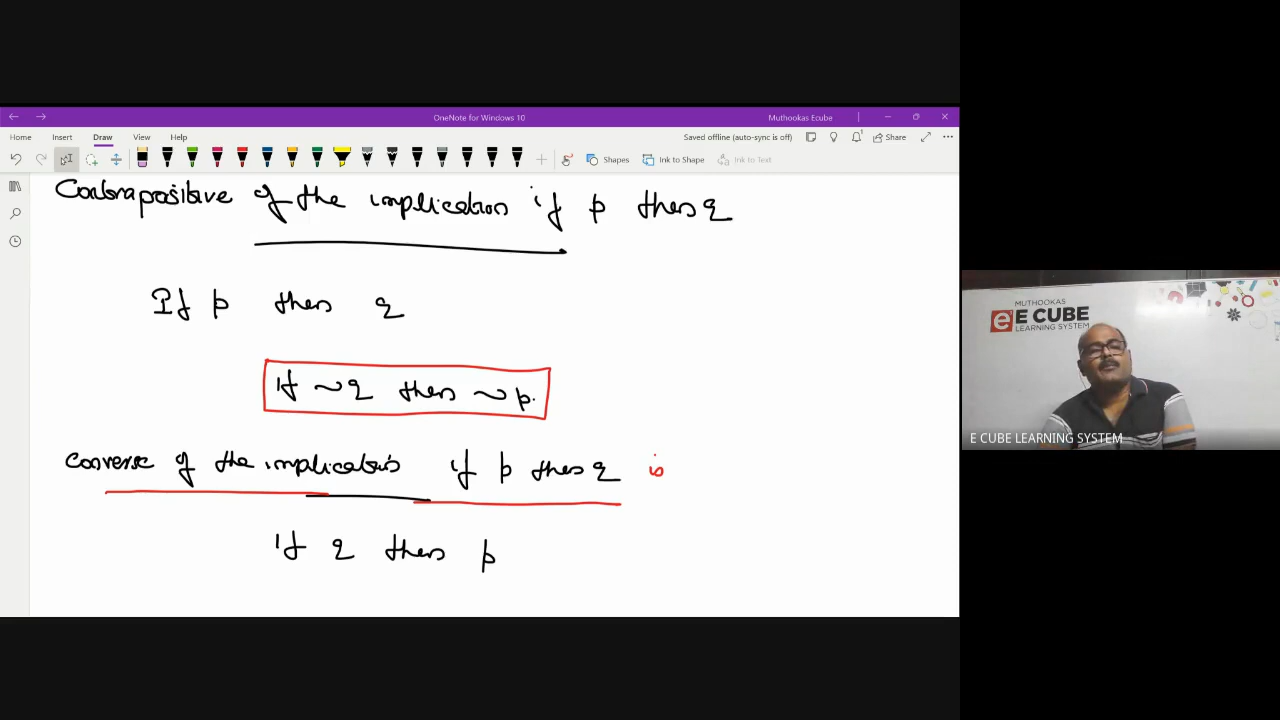 OneNote for Windows 10
Muthookas Ecube
Home Insert Draw View Help
Saved offline (auto-sync is off)
Share
Shapes
Ink to Shape
Ink to Text
Contrapositive of the implication if p then q
If p then q
If ~q then ~p.
Converse of the implication if p then q is
If q then p
MUTHOOKAS
e E CUBE
LEARNING SYSTEM
E CUBE LEARNING SYSTEM